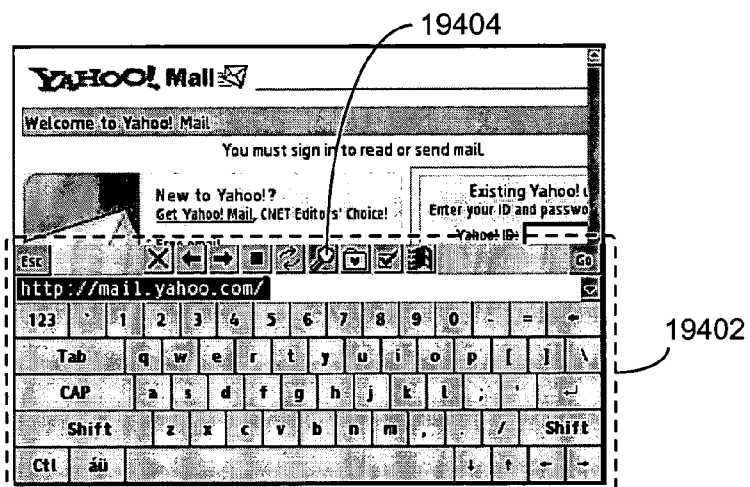 19404
YAHOO! Mail
Welcome to Yahoo! Mail
You must sign in to read or send mail.
New to Yahoo!?
Get Yahoo! Mail, CNET Editors' Choice!
Existing Yahoo! u
Enter your ID and passwo
Yahoo! ID:
Free email
Esc Go
http://mail.yahoo.com/
123 ` 1 2 3 4 5 6 7 8 9 0 - = ←
Tab q w e r t y u i o p [ ] \
19402
CAP a s d f g h j k l ; ' ↵
Shift z x c v b n m , . / Shift
Ctl áü ↓ ↑ ← →